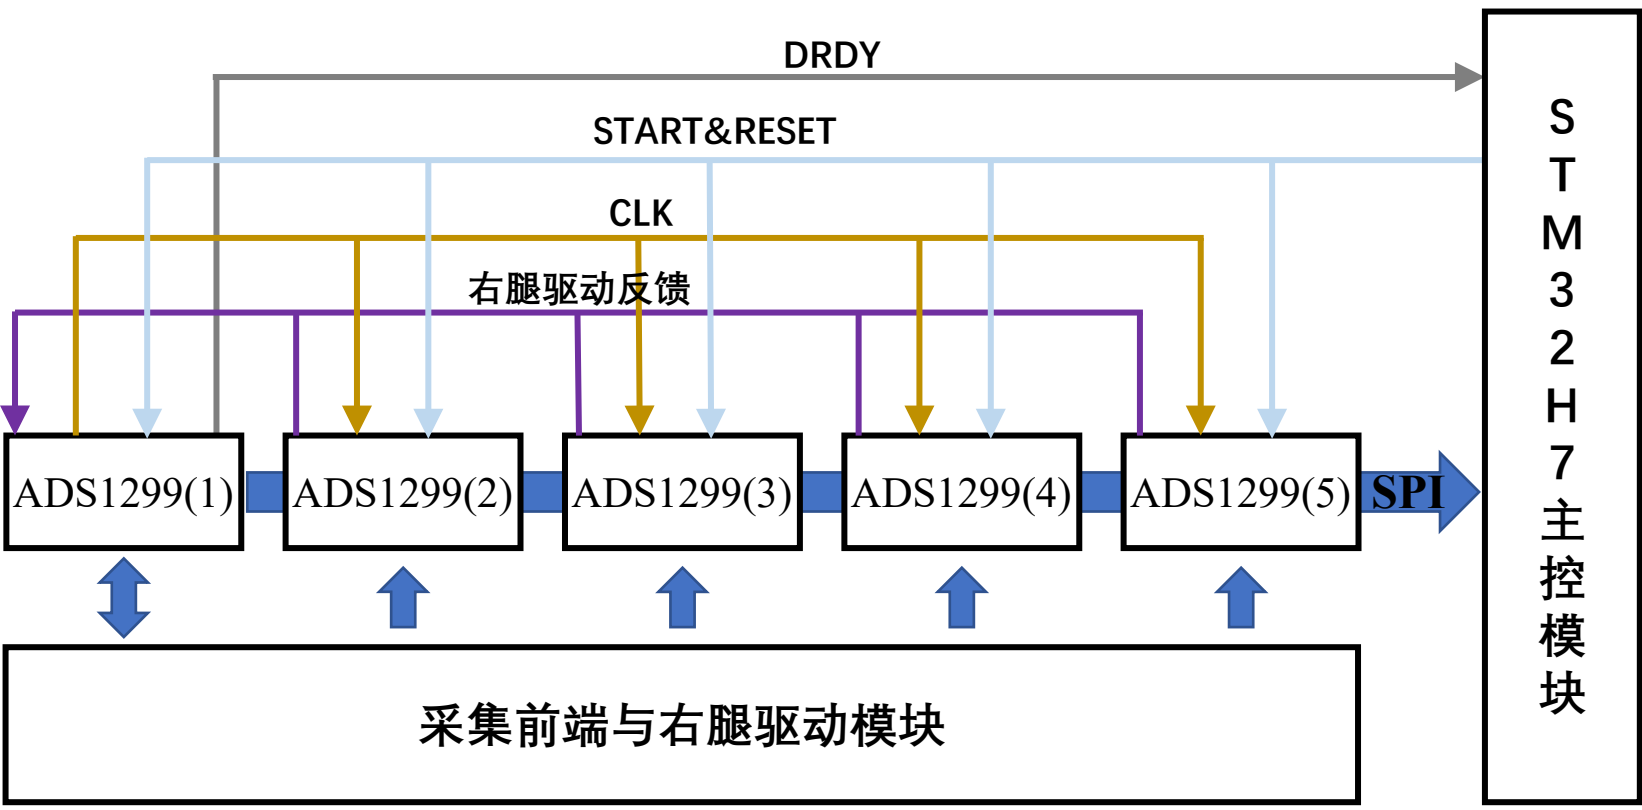 DRDY
START&RESET
CLK
右腿驱动反馈
ADS1299(1)
ADS1299(2)
ADS1299(3)
ADS1299(4)
ADS1299(5)
SPI
采集前端与右腿驱动模块
S
T
M
3
2
H
7
主
控
模
块